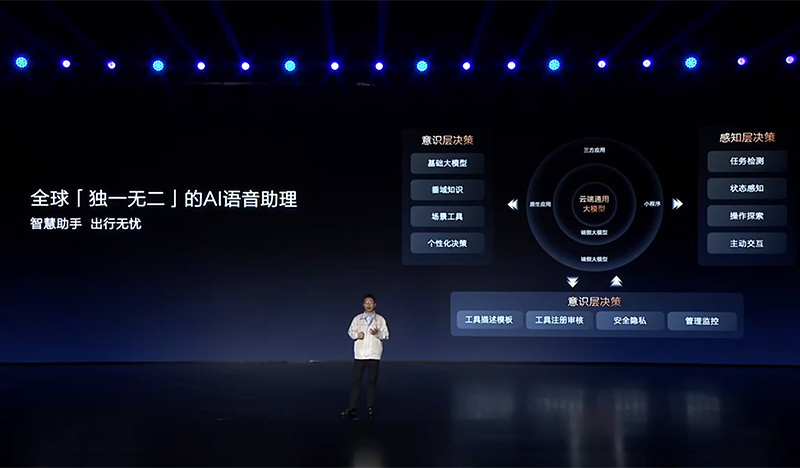 全球「独一无二」的AI语音助理
智慧助手 出行无忧
意识层决策
基础大模型
垂域知识
场景工具
个性化决策
三方应用
原生应用
云端通用
大模型
小程序
端侧大模型
端侧大模型
感知层决策
任务检测
状态感知
操作探索
主动交互
意识层决策
工具描述模板
工具注册审核
安全隐私
管理监控